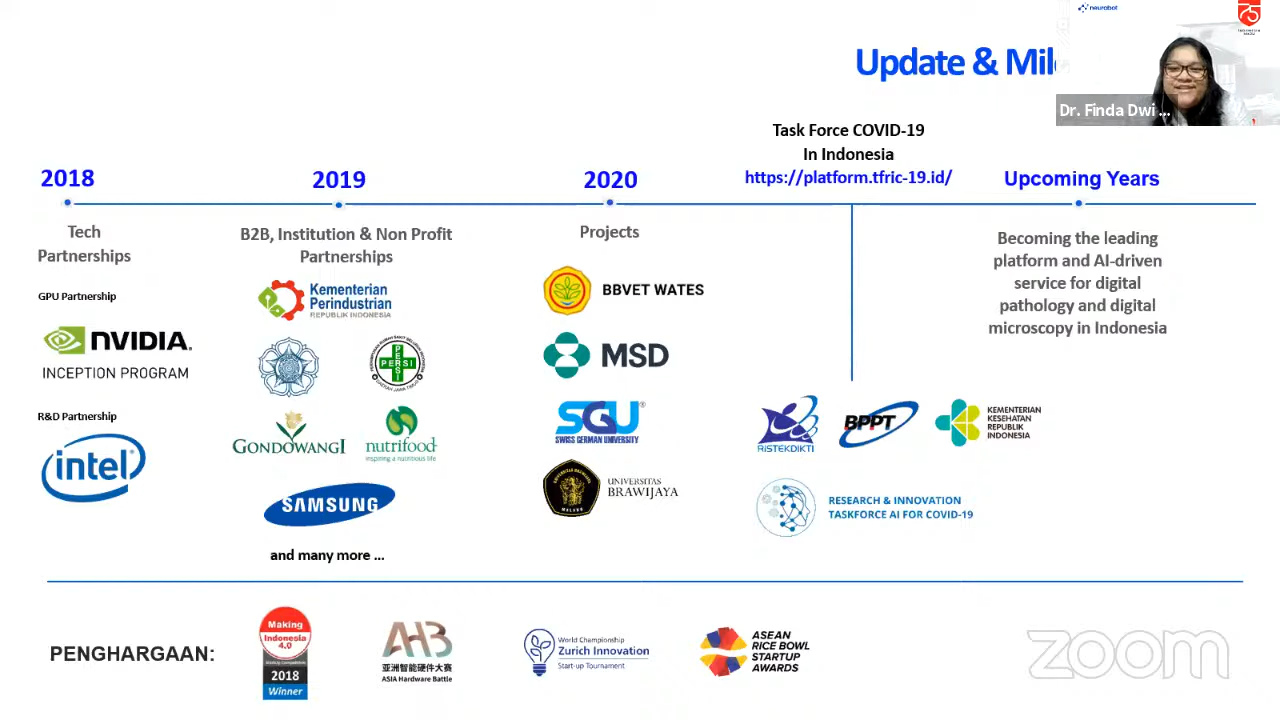 neurabot
Update & Mil
Dr. Finda Dwi ...
Task Force COVID-19
In Indonesia
https://platform.tfric-19.id/
2018
2019
2020
Upcoming Years
Tech
Partnerships
B2B, Institution & Non Profit
Partnerships
Projects
Becoming the leading
platform and AI-driven
service for digital
pathology and digital
microscopy in Indonesia
GPU Partnership
NVIDIA.
INCEPTION PROGRAM
R&D Partnership
intel
Kementerian
Perindustrian
REPUBLIK INDONESIA
PERSI
PERSI
GONDOWANGI
nutrifood
inspiring a nutritious life
SAMSUNG
and many more ...
BBVET WATES
MSD
SGU
SWISS GERMAN UNIVERSITY
UNIVERSITAS
BRAWIJAYA
RISTEKDIKTI
BPPT
KEMENTERIAN
KESEHATAN
REPUBLIK
INDONESIA
RESEARCH & INNOVATION
TASKFORCE AI FOR COVID-19
PENGHARGAAN:
Making
Indonesia
4.0
2018
Winner
AHB
亚洲智能硬件大赛
ASIA Hardware Battle
World Championship
Zurich Innovation
Start-up Tournament
ASEAN
RICE BOWL
STARTUP
AWARDS
zoom